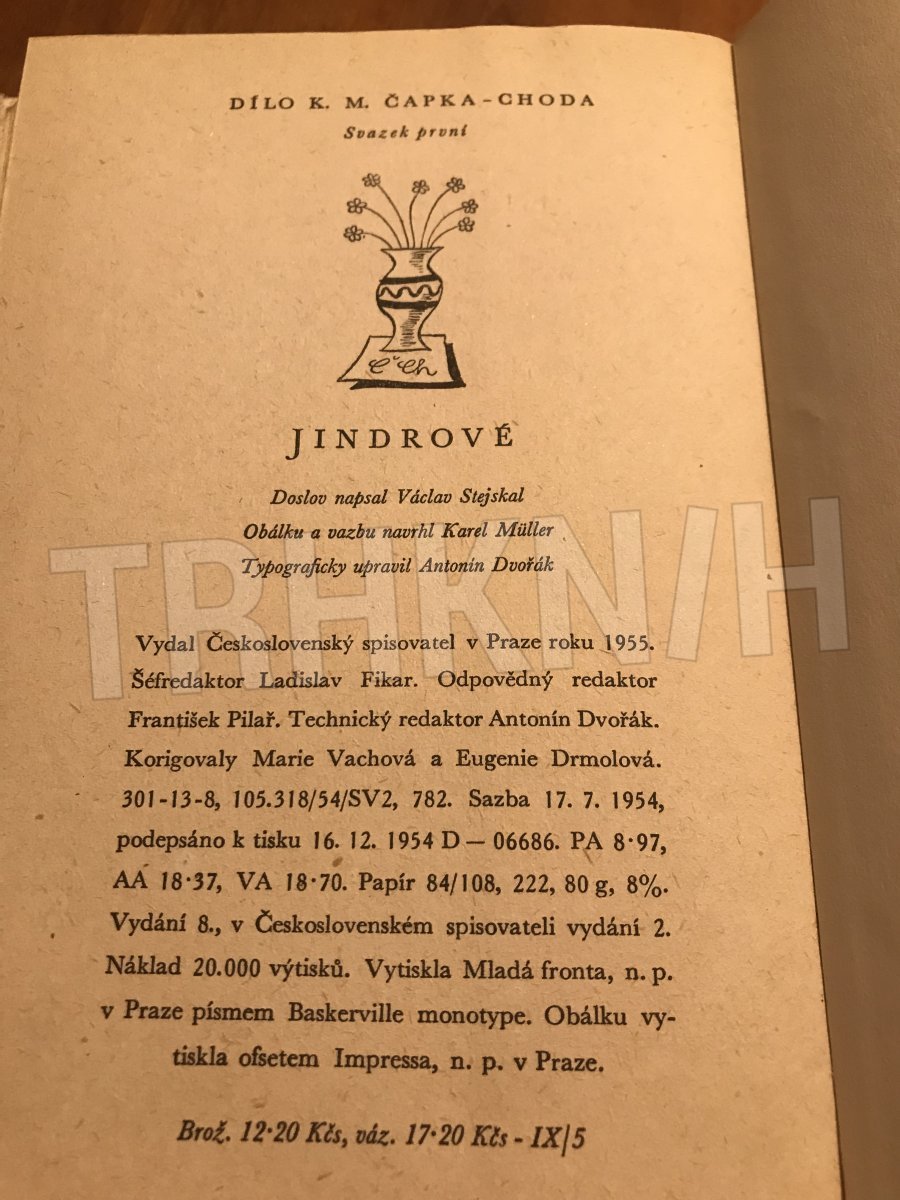 DÍLO K. M. ČAPKA-CHODA
Svazek první
Č Ch
JINDROVÉ
Doslov napsal Václav Stejskal
Obálku a vazbu navrhl Karel Müller
Typograficky upravil Antonín Dvořák
TRHKN/H
Vydal Československý spisovatel v Praze roku 1955.
Šéfredaktor Ladislav Fikar. Odpovědný redaktor
František Pilař. Technický redaktor Antonín Dvořák.
Korigovaly Marie Vachová a Eugenie Drmolová.
301-13-8, 105.318/54/SV2, 782. Sazba 17. 7. 1954,
podepsáno k tisku 16. 12. 1954 D — 06686. PA 8·97,
AA 18·37, VA 18·70. Papír 84/108, 222, 80 g, 8%.
Vydání 8., v Československém spisovateli vydání 2.
Náklad 20.000 výtisků. Vytiskla Mladá fronta, n. p.
v Praze písmem Baskerville monotype. Obálku vy-
tiskla ofsetem Impressa, n. p. v Praze.
Brož. 12·20 Kčs, váz. 17·20 Kčs - IX/5